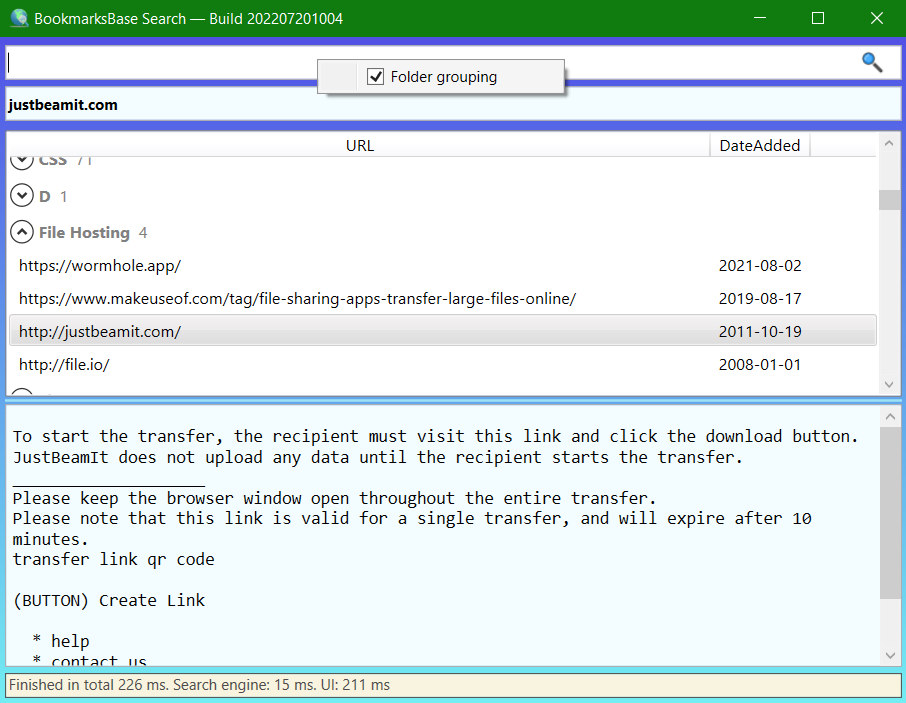 BookmarksBase Search — Build 202207201004
Folder grouping
justbeamit.com
URL DateAdded
CSS 71
D 1
File Hosting 4
https://wormhole.app/ 2021-08-02
https://www.makeuseof.com/tag/file-sharing-apps-transfer-large-files-online/ 2019-08-17
http://justbeamit.com/ 2011-10-19
http://file.io/ 2008-01-01
To start the transfer, the recipient must visit this link and click the download button.
JustBeamIt does not upload any data until the recipient starts the transfer.
____________________
Please keep the browser window open throughout the entire transfer.
Please note that this link is valid for a single transfer, and will expire after 10
minutes.
transfer link qr code
(BUTTON) Create Link
* help
* contact us
Finished in total 226 ms. Search engine: 15 ms. UI: 211 ms